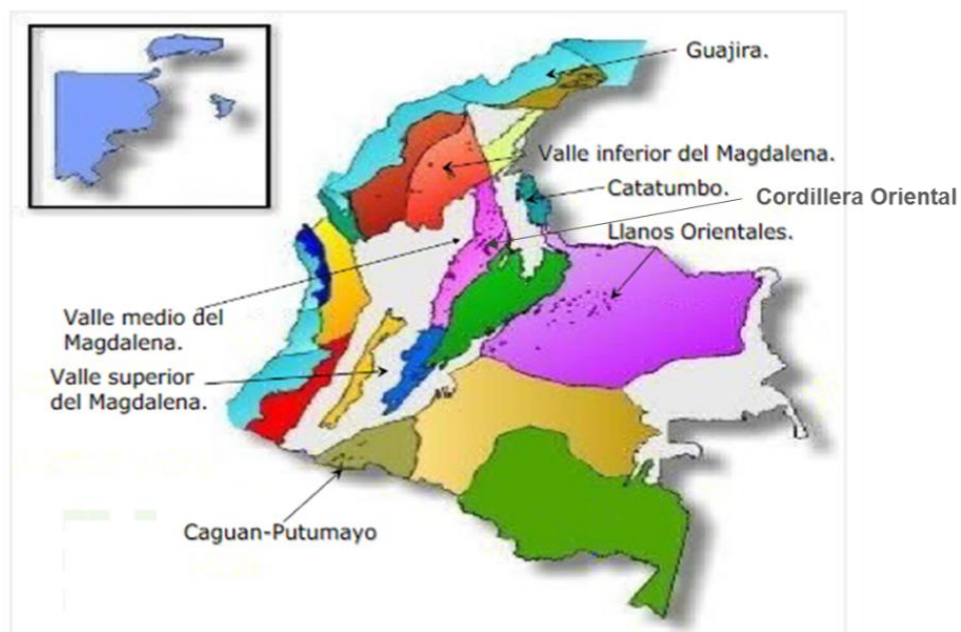 Guajira.
Valle inferior del Magdalena.
Catatumbo.
Cordillera Oriental
Llanos Orientales.
Valle medio del
Magdalena.
Valle superior
del Magdalena.
Caguan-Putumayo